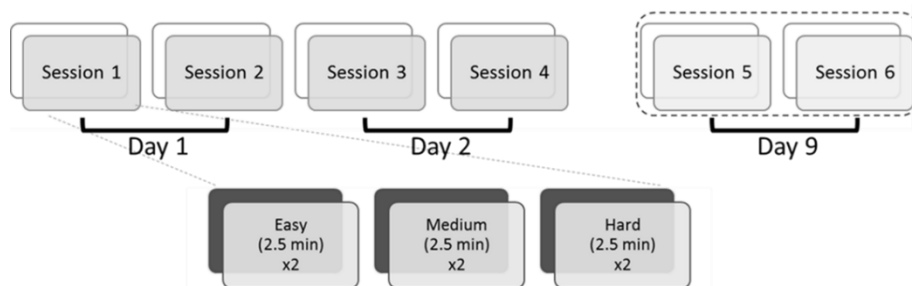 Session 1
Session 2
Session 3
Session 4
Session 5
Session 6
Day 1
Day 2
Day 9
Easy
(2.5 min)
x2
Medium
(2.5 min)
x2
Hard
(2.5 min)
x2